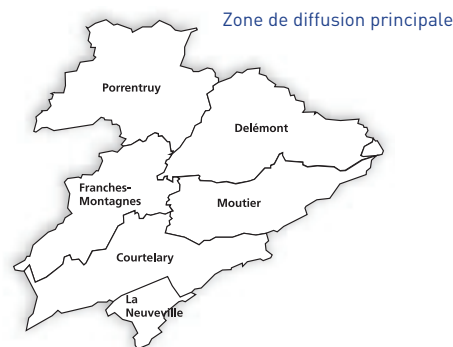 Zone de diffusion principale
Porrentruy
Delémont
Franches-
Montagnes
Moutier
Courtelary
La
Neuveville